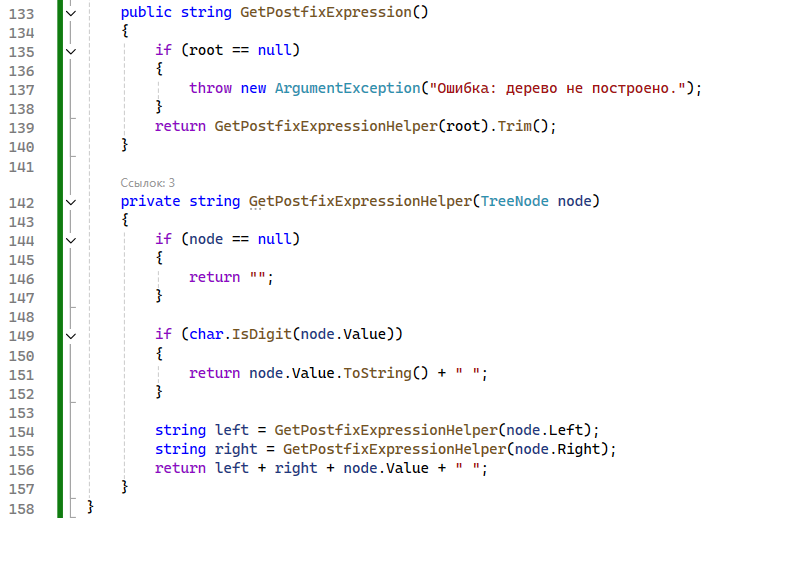 133 public string GetPostfixExpression()
134 {
135 if (root == null)
136 {
137 throw new ArgumentException("Ошибка: дерево не построено.");
138 }
139 return GetPostfixExpressionHelper(root).Trim();
140 }
141
Ссылок: 3
142 private string GetPostfixExpressionHelper(TreeNode node)
143 {
144 if (node == null)
145 {
146 return "";
147 }
148
149 if (char.IsDigit(node.Value))
150 {
151 return node.Value.ToString() + " ";
152 }
153
154 string left = GetPostfixExpressionHelper(node.Left);
155 string right = GetPostfixExpressionHelper(node.Right);
156 return left + right + node.Value + " ";
157 }
158 }